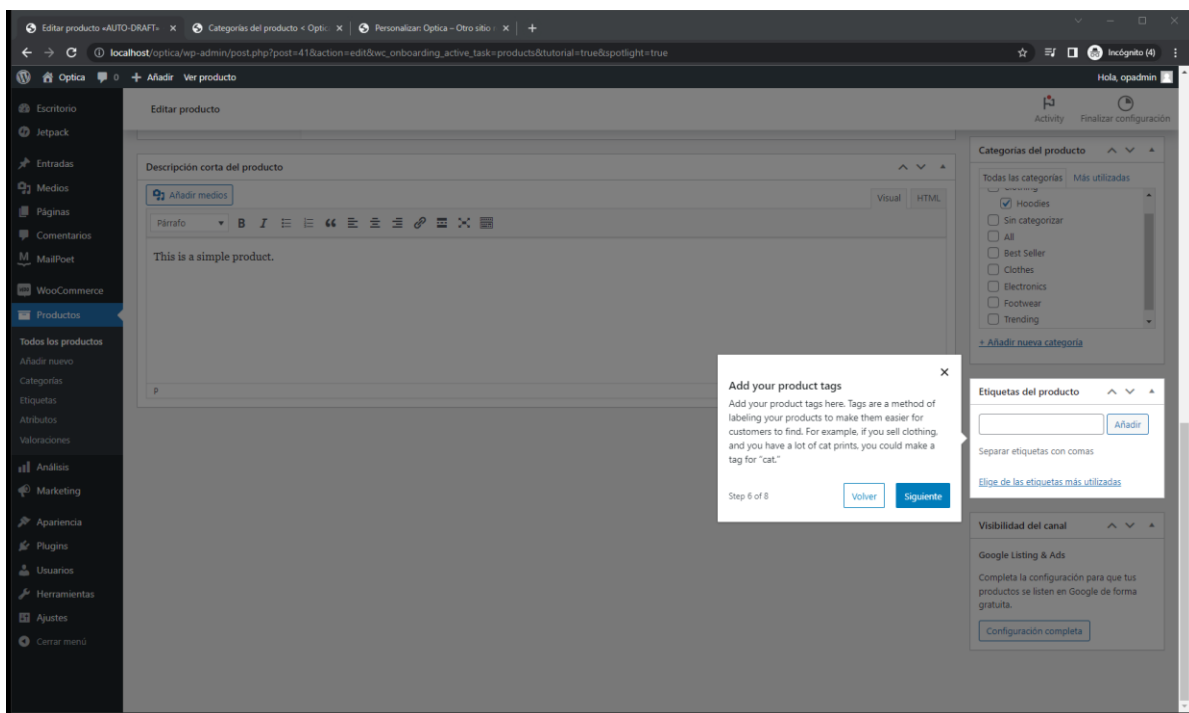 Editar producto «AUTO-DRAFT»
Categorías del producto < Optic
Personalizar: Optica – Otro sitio
localhost/optica/wp-admin/post.php?post=41&action=edit&wc_onboarding_active_task=products&tutorial=true&spotlight=true
Incógnito (4)
Optica
0
+ Añadir
Ver producto
Hola, opadmin
Escritorio
Jetpack
Entradas
Medios
Páginas
Comentarios
MailPoet
WooCommerce
Productos
Todos los productos
Añadir nuevo
Categorías
Etiquetas
Atributos
Valoraciones
Análisis
Marketing
Apariencia
Plugins
Usuarios
Herramientas
Ajustes
Cerrar menú
Editar producto
Activity
Finalizar configuración
Descripción corta del producto
Añadir medios
Visual
HTML
Párrafo
B I
This is a simple product.
P
Categorías del producto
Todas las categorías
Más utilizadas
Clothing
Hoodies
Sin categorizar
All
Best Seller
Clothes
Electronics
Footwear
Trending
+ Añadir nueva categoría
Add your product tags
Add your product tags here. Tags are a method of
labeling your products to make them easier for
customers to find. For example, if you sell clothing,
and you have a lot of cat prints, you could make a
tag for "cat."
Step 6 of 8
Volver
Siguiente
Etiquetas del producto
Añadir
Separar etiquetas con comas
Elige de las etiquetas más utilizadas
Visibilidad del canal
Google Listing & Ads
Completa la configuración para que tus
productos se listen en Google de forma
gratuita.
Configuración completa